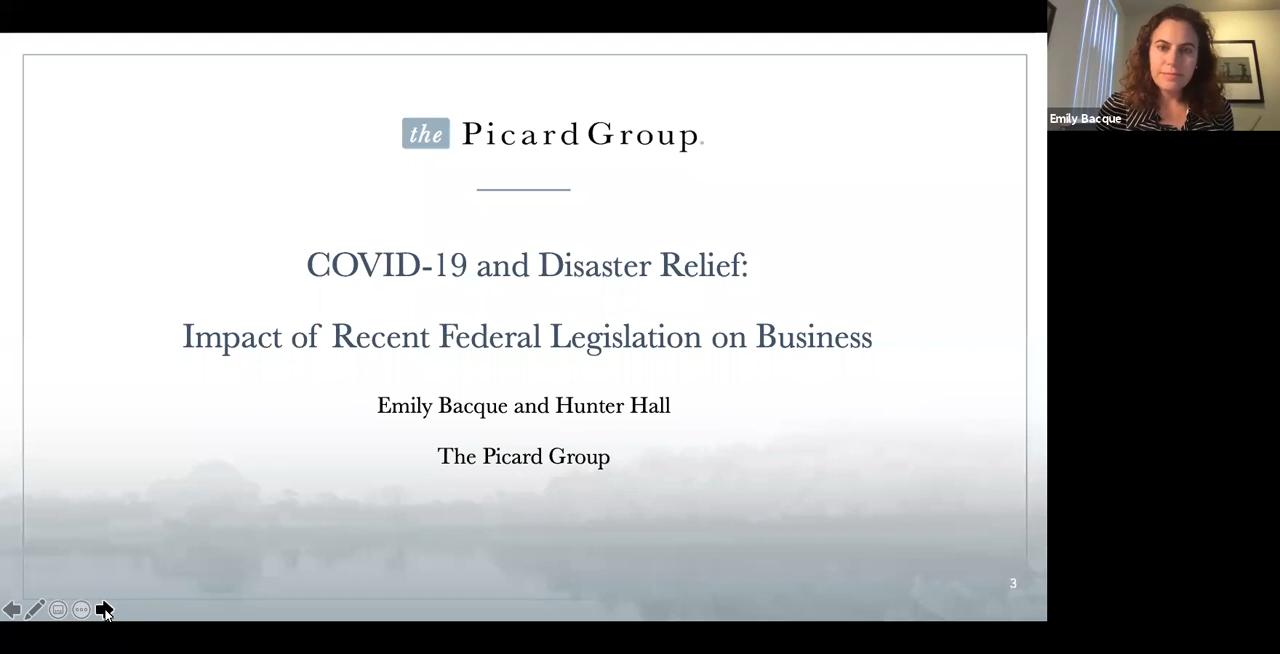 the Picard Group.
COVID-19 and Disaster Relief:
Impact of Recent Federal Legislation on Business
Emily Bacque and Hunter Hall
The Picard Group
3
Emily Bacque